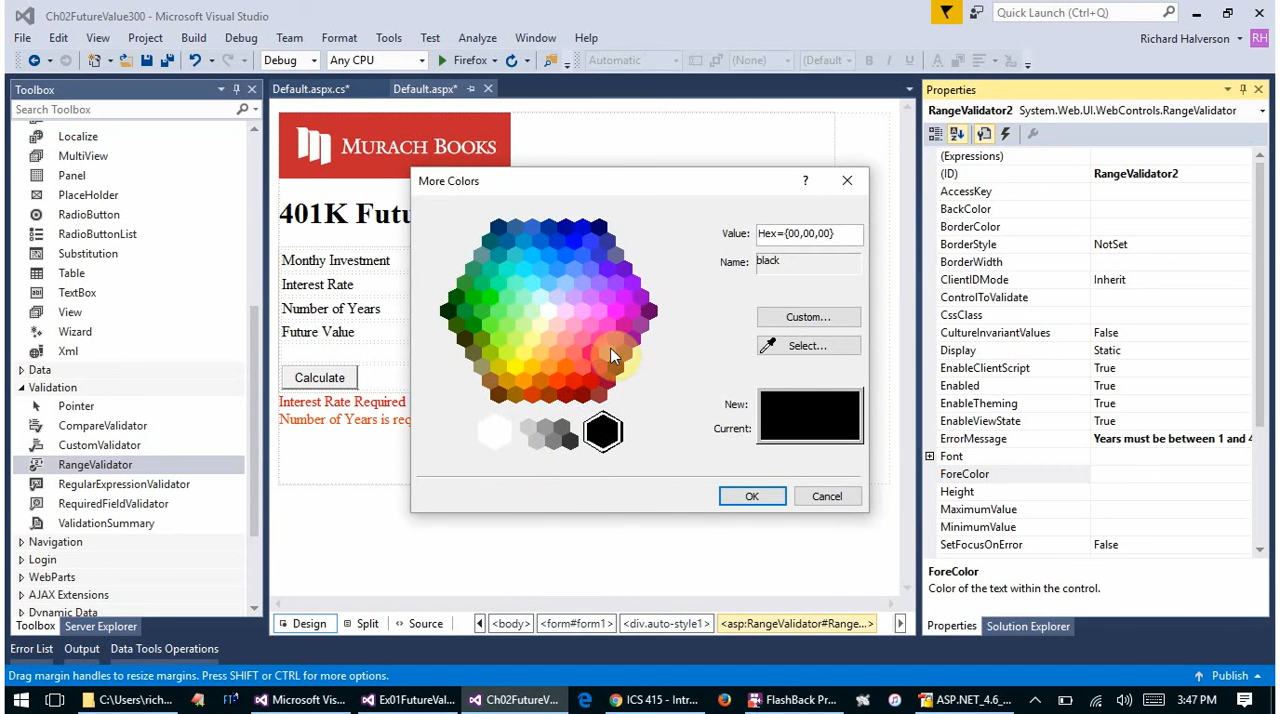 Ch02FutureValue300 - Microsoft Visual Studio
Quick Launch (Ctrl+Q)
File Edit View Project Build Debug Team Format Tools Test Analyze Window Help
Richard Halverson RH
Debug Any CPU Firefox Automatic (None) (Default
Toolbox
Search Toolbox
Localize
MultiView
Panel
PlaceHolder
RadioButton
RadioButtonList
Substitution
Table
TextBox
View
Wizard
Xml
Data
Validation
Pointer
CompareValidator
CustomValidator
RangeValidator
RegularExpressionValidator
RequiredFieldValidator
ValidationSummary
Navigation
Login
WebParts
AJAX Extensions
Dynamic Data
Toolbox Server Explorer
Default.aspx.cs* Default.aspx*
MURACH BOOKS
401K Futu
Monthy Investment
Interest Rate
Number of Years
Future Value
Calculate
Interest Rate Required
Number of Years is req
More Colors
Value: Hex={00,00,00}
Name: black
Custom...
Select...
New:
Current:
OK Cancel
Design Split Source <body> <form#form1> <div.auto-style1> <asp:RangeValidator#Range...>
Properties
RangeValidator2 System.Web.UI.WebControls.RangeValidator
(Expressions)
(ID) RangeValidator2
AccessKey
BackColor
BorderColor
BorderStyle NotSet
BorderWidth
ClientIDMode Inherit
ControlToValidate
CssClass
CultureInvariantValues False
Display Static
EnableClientScript True
Enabled True
EnableTheming True
EnableViewState True
ErrorMessage Years must be between 1 and 4
Font
ForeColor
Height
MaximumValue
MinimumValue
SetFocusOnError False
ForeColor
Color of the text within the control.
Properties Solution Explorer
Error List Output Data Tools Operations
Drag margin handles to resize margins. Press SHIFT or CTRL for more options.
Publish
C:\Users\rich... Microsoft Vis... Ex01FutureVal... Ch02FutureV... ICS 415 - Intr... FlashBack Pr... ASP.NET_4.6_... 3:47 PM